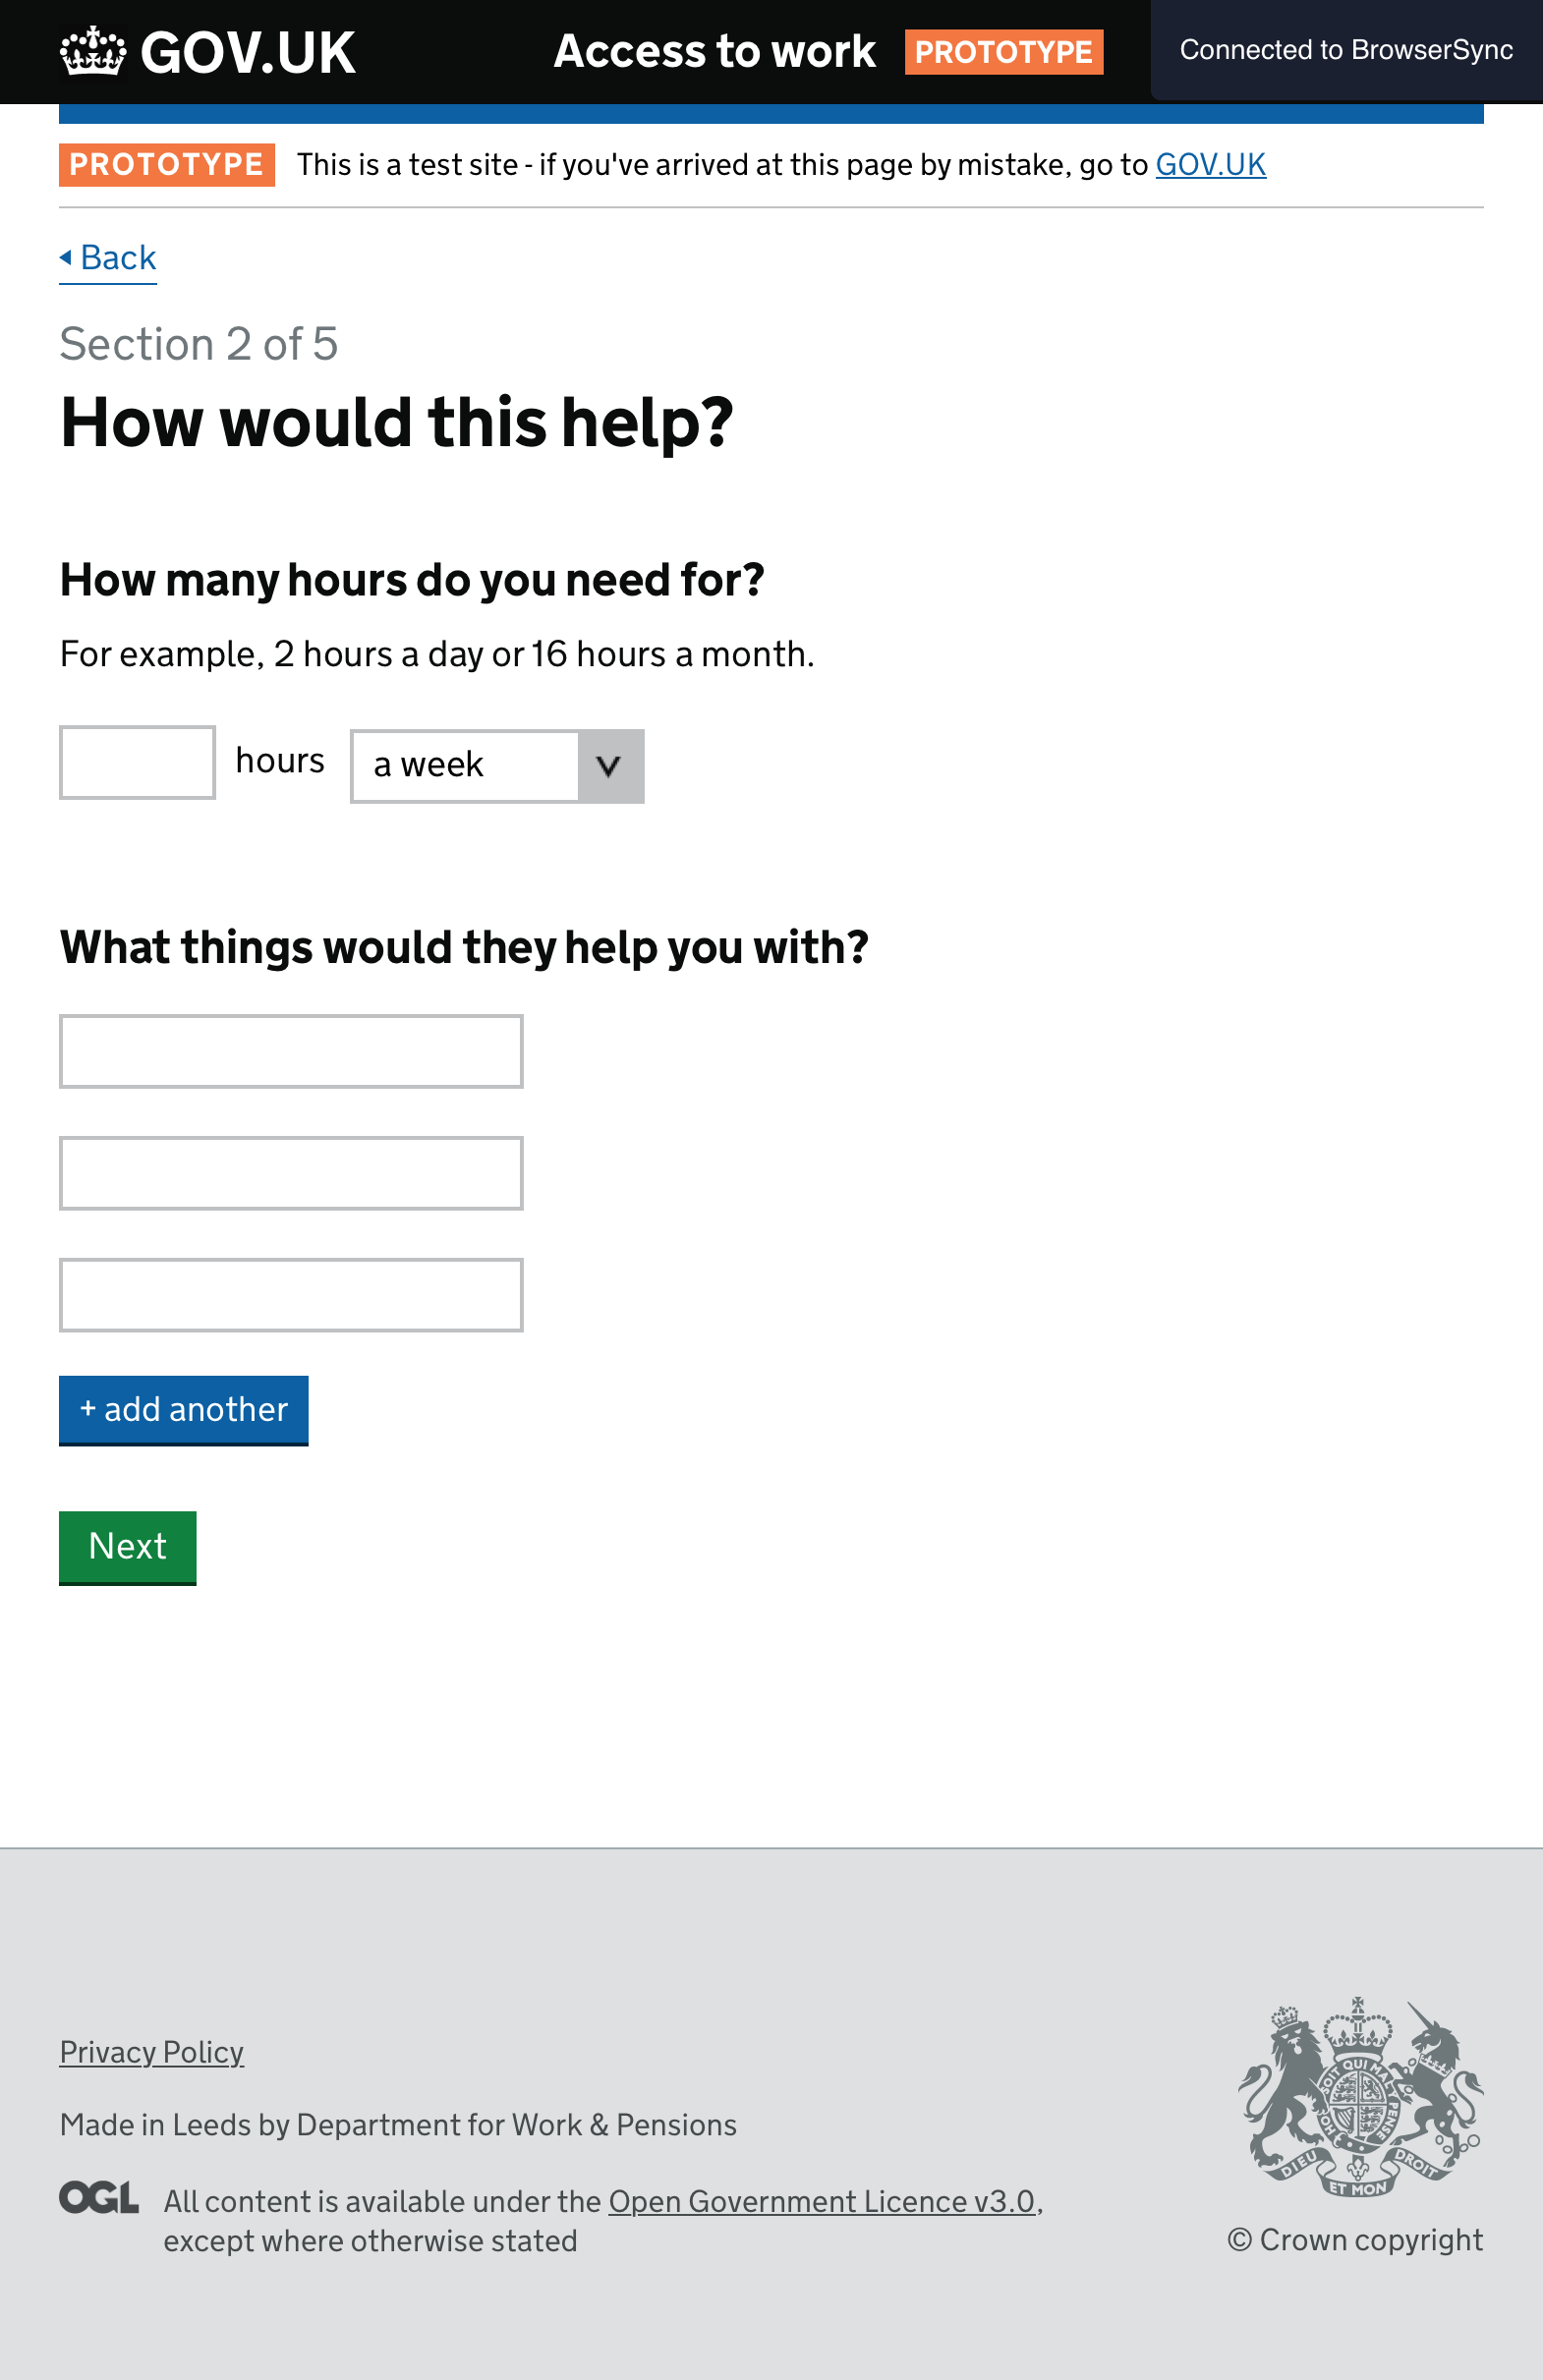 GOV.UK
Access to work PROTOTYPE
Connected to BrowserSync
PROTOTYPE This is a test site - if you've arrived at this page by mistake, go to GOV.UK
Back
Section 2 of 5
How would this help?
How many hours do you need for?
For example, 2 hours a day or 16 hours a month.
hours a week
What things would they help you with?
+ add another
Next
Privacy Policy
Made in Leeds by Department for Work & Pensions
OGL All content is available under the Open Government Licence v3.0,
except where otherwise stated
DIEU ET MON DROIT
© Crown copyright